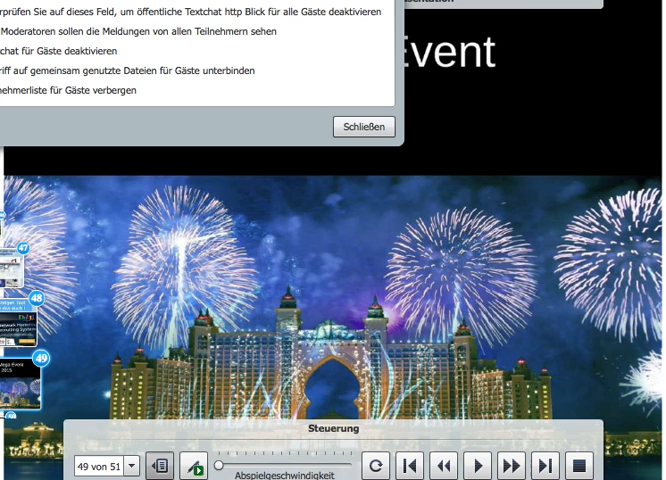 rprüfen Sie auf dieses Feld, um öffentliche Textchat http Blick für alle Gäste deaktivieren
Moderatoren sollen die Meldungen von allen Teilnehmern sehen
chat für Gäste deaktivieren
riff auf gemeinsam genutzte Dateien für Gäste unterbinden
nehmerliste für Gäste verbergen
Schließen
Event
47
48
49
Steuerung
49 von 51
Abspielgeschwindigkeit